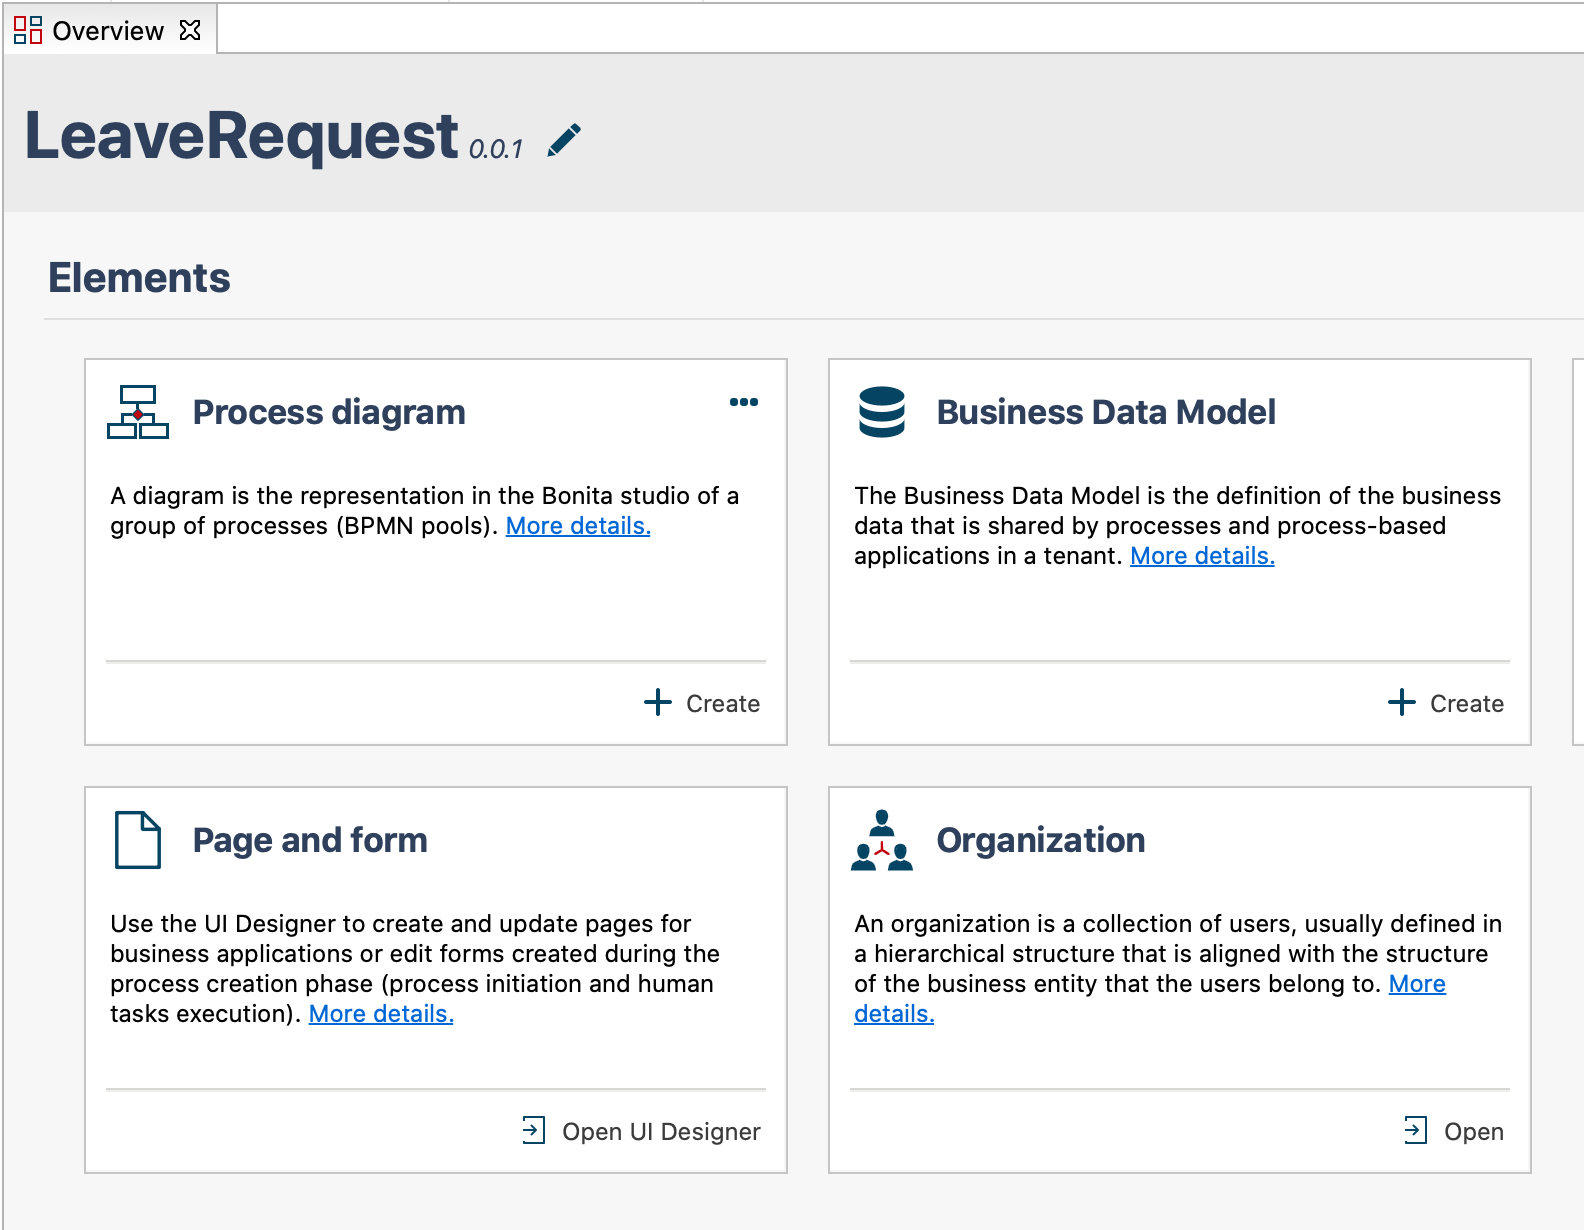 Overview
LeaveRequest 0.0.1
Elements
Process diagram
A diagram is the representation in the Bonita studio of a
group of processes (BPMN pools). More details.
Create
Business Data Model
The Business Data Model is the definition of the business
data that is shared by processes and process-based
applications in a tenant. More details.
Create
Page and form
Use the UI Designer to create and update pages for
business applications or edit forms created during the
process creation phase (process initiation and human
tasks execution). More details.
Open UI Designer
Organization
An organization is a collection of users, usually defined in
a hierarchical structure that is aligned with the structure
of the business entity that the users belong to. More
details.
Open